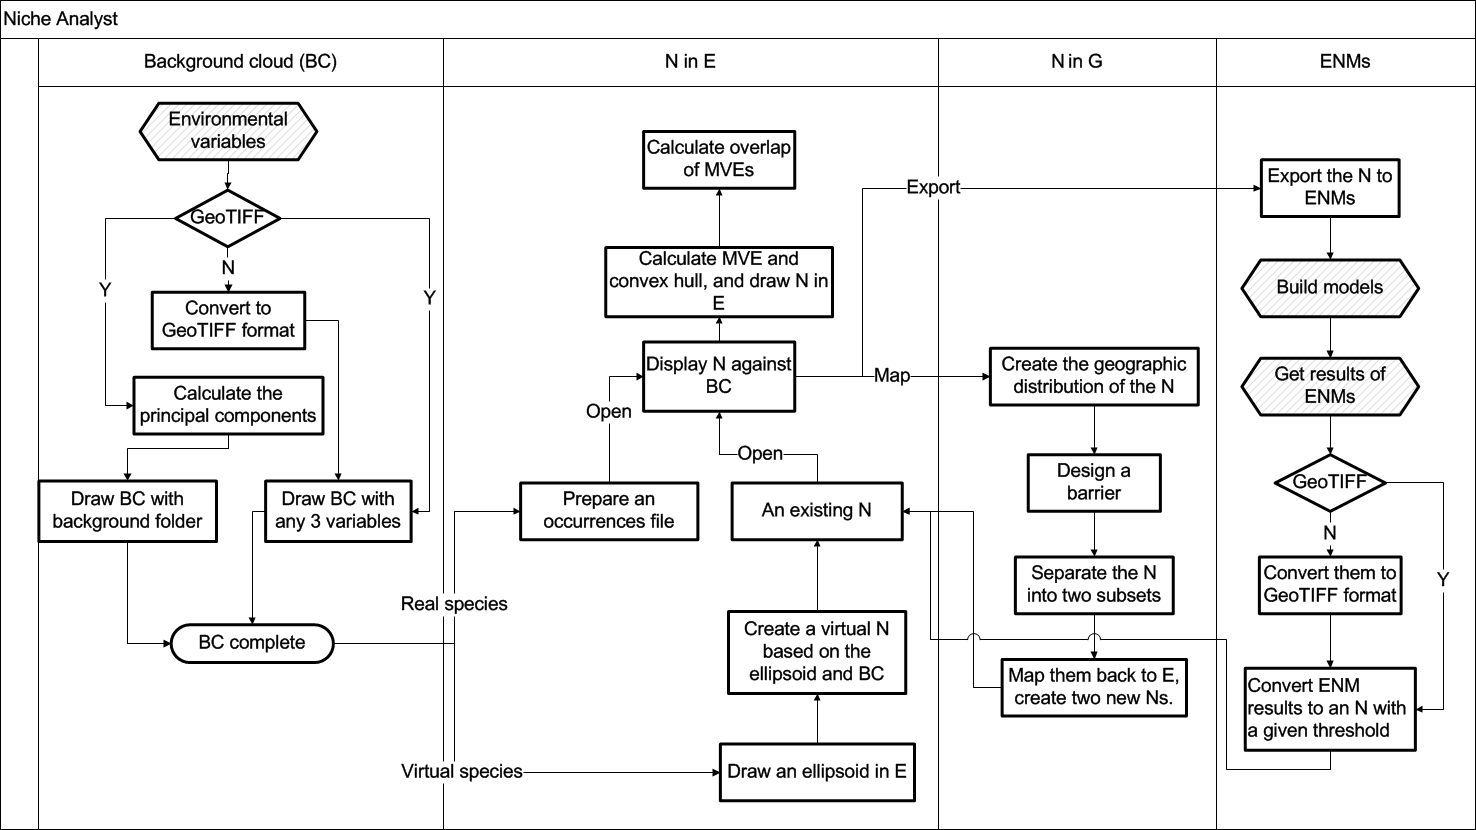 Niche Analyst
Background cloud (BC)
N in E
N in G
ENMs
Environmental
variables
GeoTIFF
N
Y
Y
Convert to
GeoTIFF format
Calculate the
principal components
Draw BC with
background folder
Draw BC with
any 3 variables
BC complete
Real species
Virtual species
Calculate overlap
of MVEs
Calculate MVE and
convex hull, and draw N in
E
Display N against
BC
Open
Open
Prepare an
occurrences file
An existing N
Create a virtual N
based on the
ellipsoid and BC
Draw an ellipsoid in E
Export
Map
Create the geographic
distribution of the N
Design a
barrier
Separate the N
into two subsets
Map them back to E,
create two new Ns.
Export the N to
ENMs
Build models
Get results of
ENMs
GeoTIFF
N
Y
Convert them to
GeoTIFF format
Convert ENM
results to an N with
a given threshold